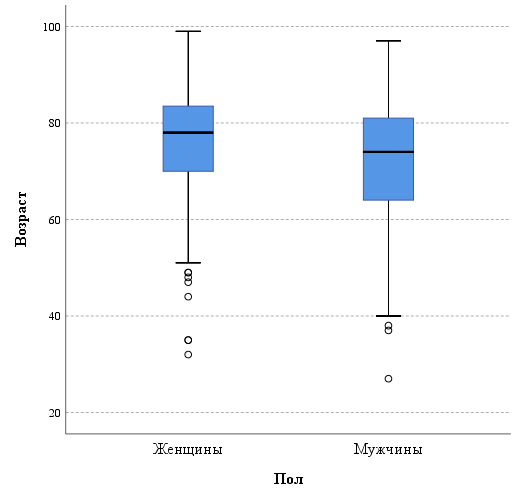 100
80
60
40
20
Возраст
Женщины
Мужчины
Пол